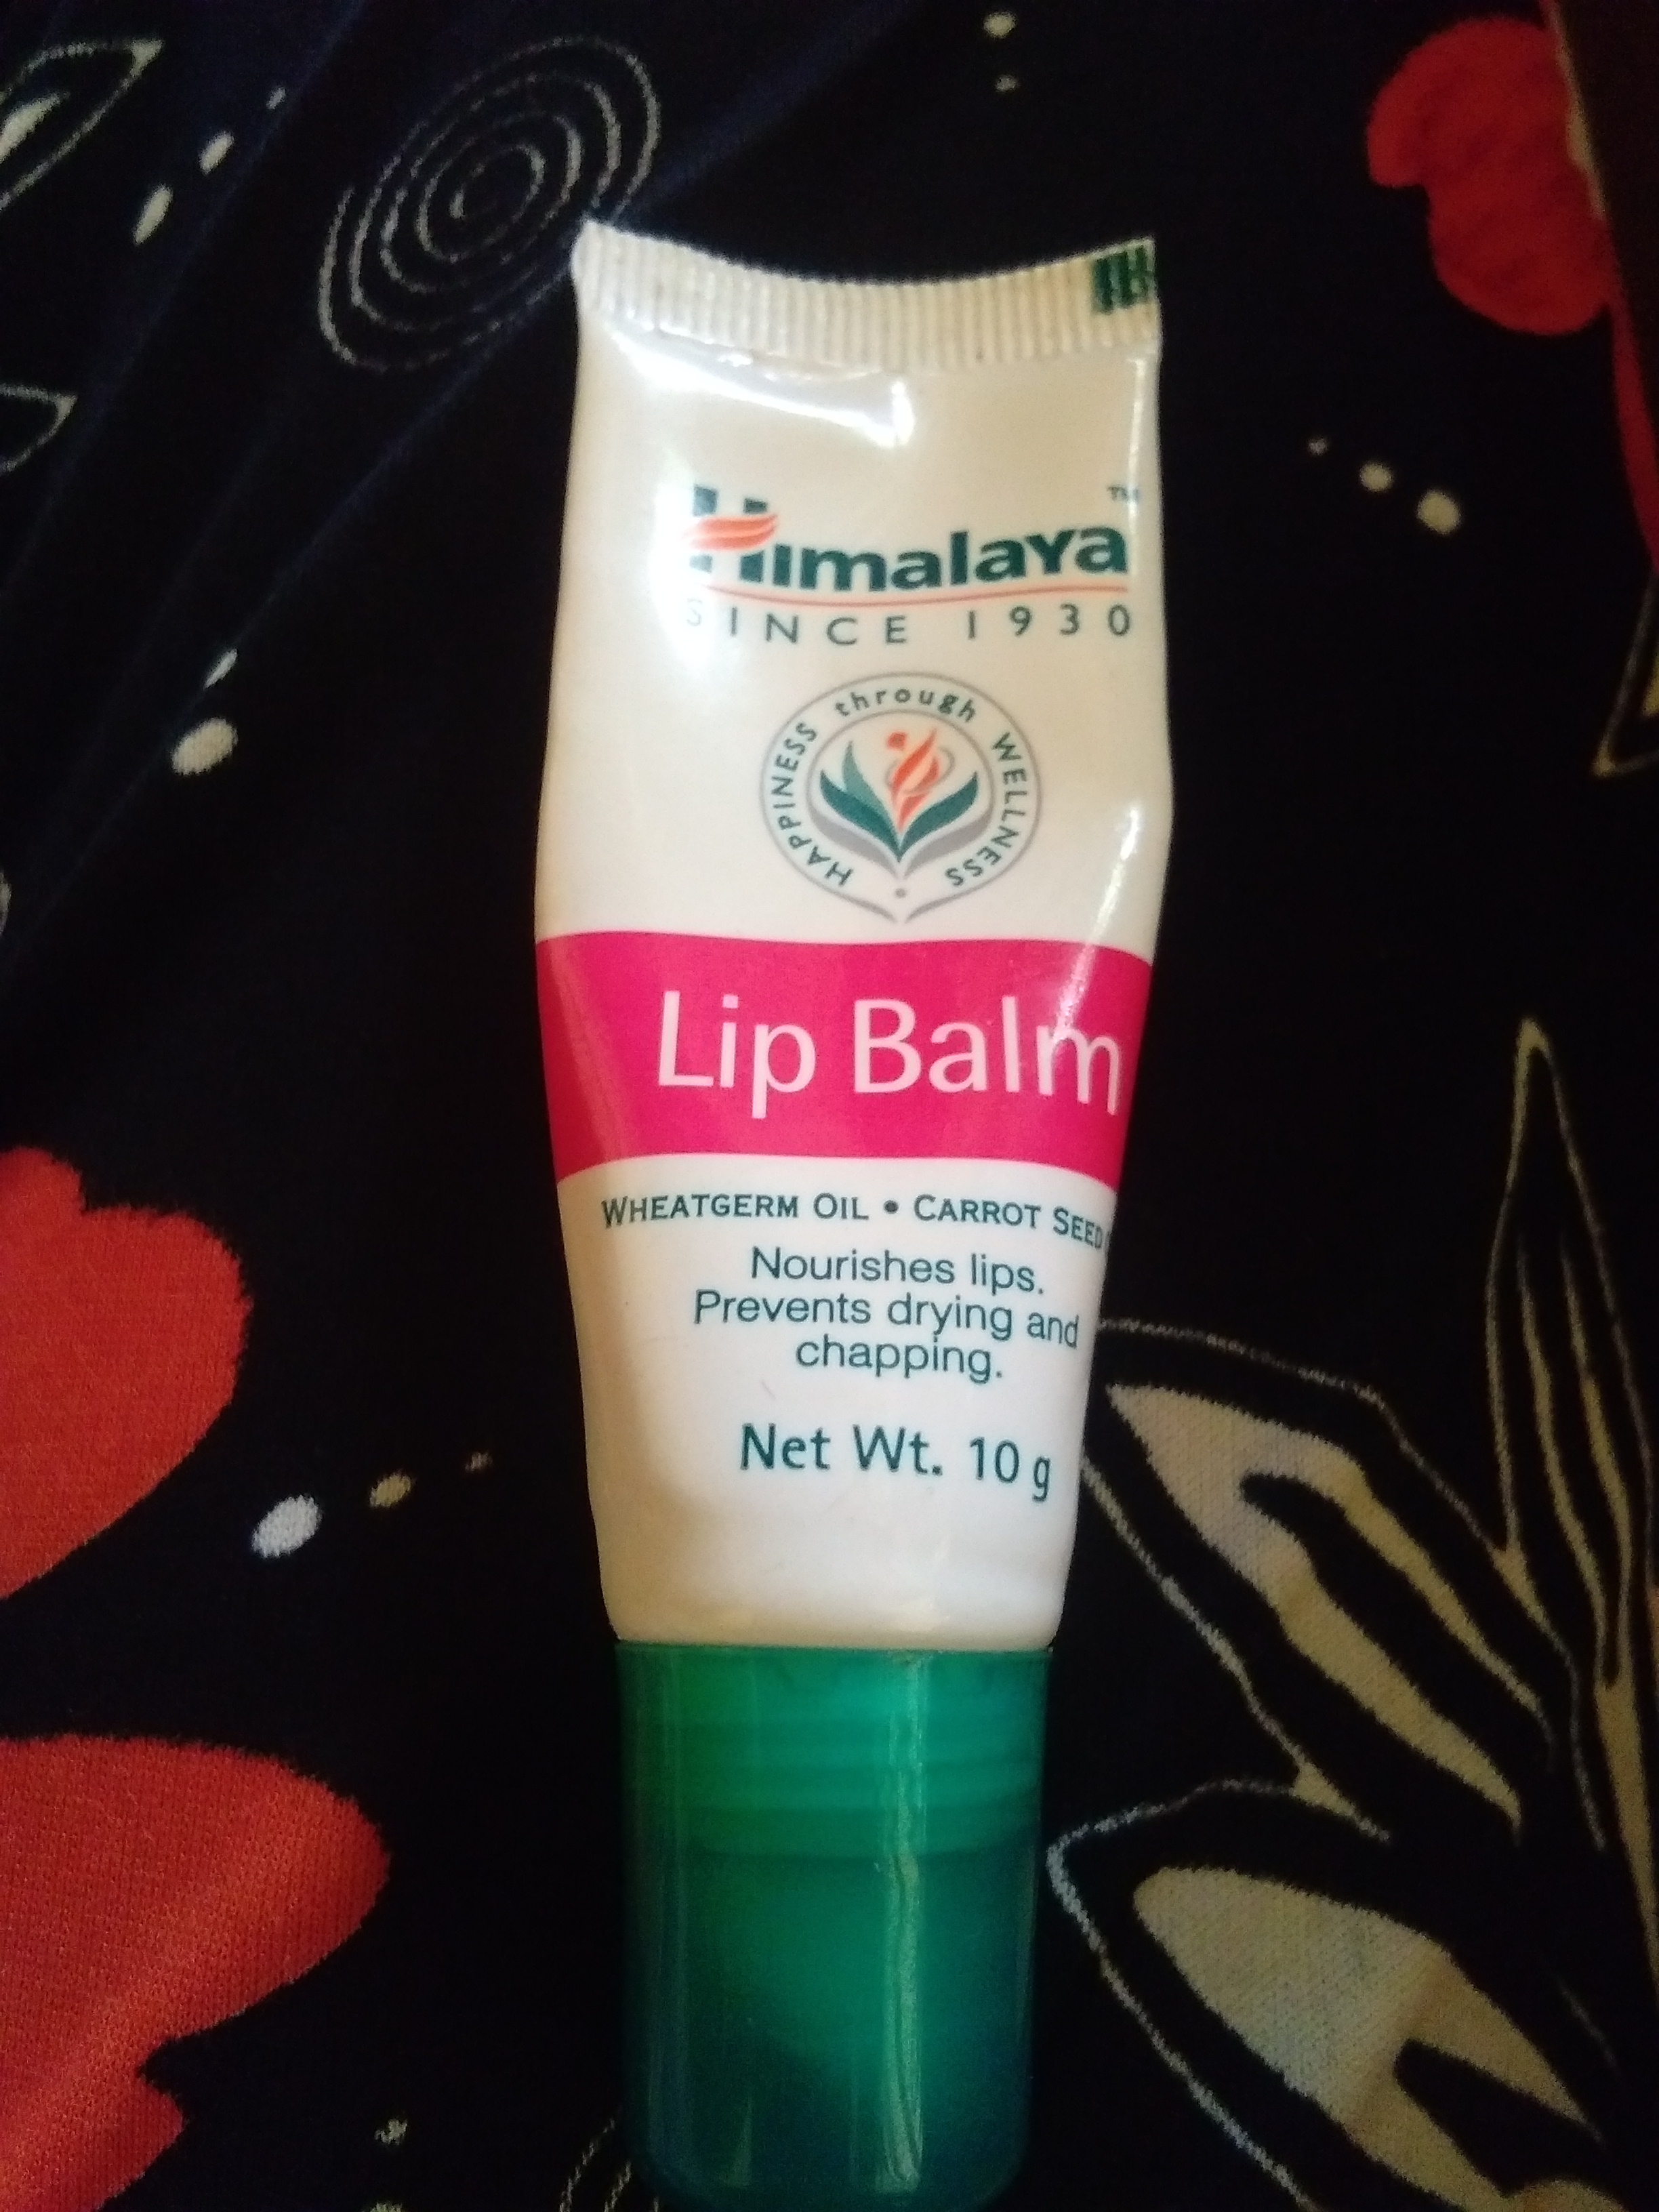 Himalaya™
SINCE 1930
HAPPINESS through WELLNESS
Lip Balm
WHEATGERM OIL • CARROT SEED
Nourishes lips.
Prevents drying and
chapping.
Net Wt. 10 g